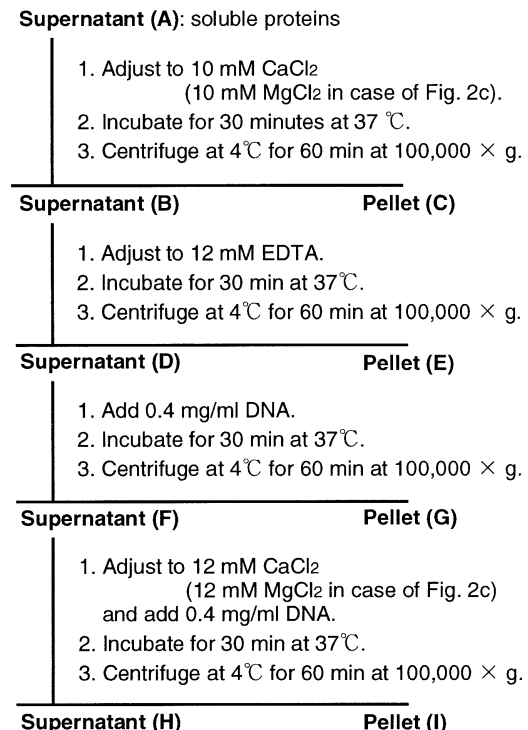 Supernatant (A): soluble proteins
1. Adjust to 10 mM CaCl2
(10 mM MgCl2 in case of Fig. 2c).
2. Incubate for 30 minutes at 37 ℃.
3. Centrifuge at 4℃ for 60 min at 100,000 × g.
Supernatant (B) Pellet (C)
1. Adjust to 12 mM EDTA.
2. Incubate for 30 min at 37℃.
3. Centrifuge at 4℃ for 60 min at 100,000 × g.
Supernatant (D) Pellet (E)
1. Add 0.4 mg/ml DNA.
2. Incubate for 30 min at 37℃.
3. Centrifuge at 4℃ for 60 min at 100,000 × g.
Supernatant (F) Pellet (G)
1. Adjust to 12 mM CaCl2
(12 mM MgCl2 in case of Fig. 2c)
and add 0.4 mg/ml DNA.
2. Incubate for 30 min at 37℃.
3. Centrifuge at 4℃ for 60 min at 100,000 × g.
Supernatant (H) Pellet (I)